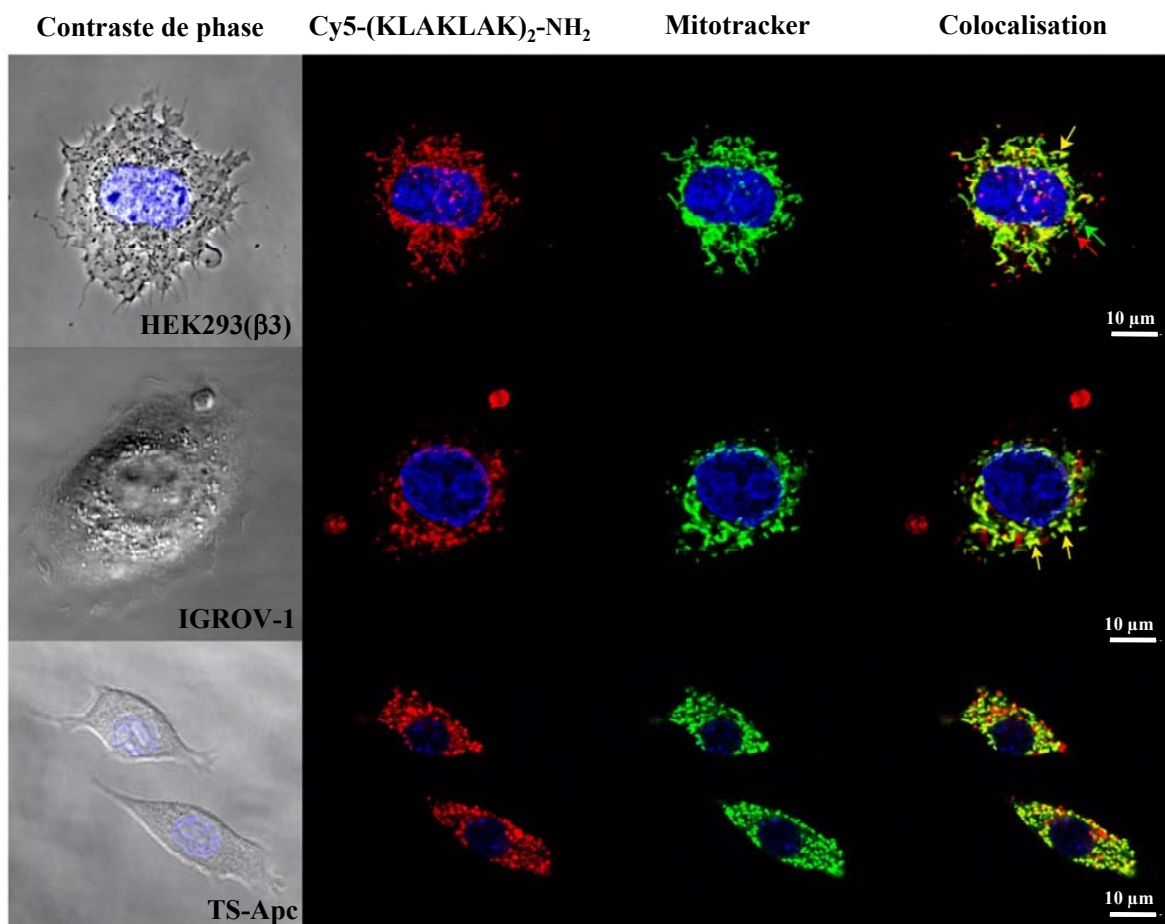 Contraste de phase
Cy5-(KLAKLAK)₂-NH₂
Mitotracker
Colocalisation
HEK293(β3)
10 µm
IGROV-1
10 µm
TS-Apc
10 µm